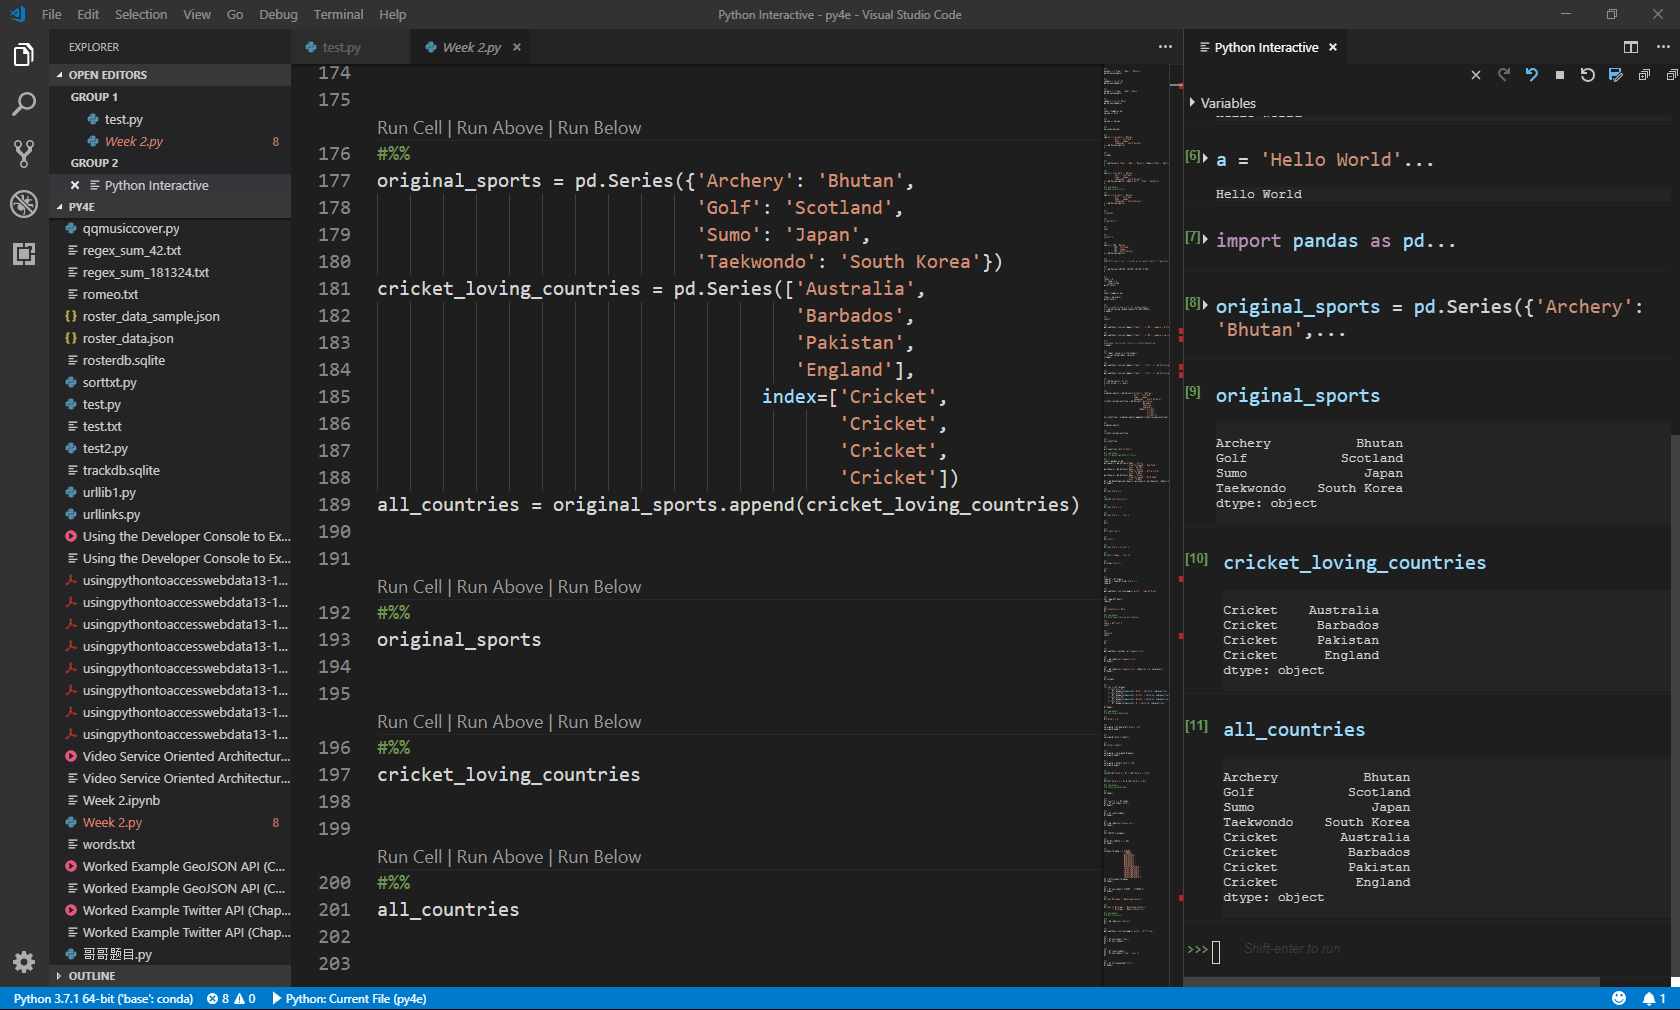 File Edit Selection View Go Debug Terminal Help
Python Interactive - py4e - Visual Studio Code
EXPLORER
OPEN EDITORS
GROUP 1
test.py
Week 2.py 8
GROUP 2
Python Interactive
PY4E
qqmusiccover.py
regex_sum_42.txt
regex_sum_181324.txt
romeo.txt
roster_data_sample.json
roster_data.json
rosterdb.sqlite
sorttxt.py
test.py
test.txt
test2.py
trackdb.sqlite
urllib1.py
urllinks.py
Using the Developer Console to Ex...
Using the Developer Console to Ex...
usingpythontoaccesswebdata13-1...
usingpythontoaccesswebdata13-1...
usingpythontoaccesswebdata13-1...
usingpythontoaccesswebdata13-1...
usingpythontoaccesswebdata13-1...
usingpythontoaccesswebdata13-1...
usingpythontoaccesswebdata13-1...
usingpythontoaccesswebdata13-1...
Video Service Oriented Architectur...
Video Service Oriented Architectur...
Week 2.ipynb
Week 2.py 8
words.txt
Worked Example GeoJSON API (C...
Worked Example GeoJSON API (C...
Worked Example Twitter API (Chap...
Worked Example Twitter API (Chap...
哥哥题目.py
OUTLINE
test.py
Week 2.py
174
175
Run Cell | Run Above | Run Below
176 #%%
177 original_sports = pd.Series({'Archery': 'Bhutan',
178 'Golf': 'Scotland',
179 'Sumo': 'Japan',
180 'Taekwondo': 'South Korea'})
181 cricket_loving_countries = pd.Series(['Australia',
182 'Barbados',
183 'Pakistan',
184 'England'],
185 index=['Cricket',
186 'Cricket',
187 'Cricket',
188 'Cricket'])
189 all_countries = original_sports.append(cricket_loving_countries)
190
191
Run Cell | Run Above | Run Below
192 #%%
193 original_sports
194
195
Run Cell | Run Above | Run Below
196 #%%
197 cricket_loving_countries
198
199
Run Cell | Run Above | Run Below
200 #%%
201 all_countries
202
203
Python Interactive
Variables
[6] a = 'Hello World'...
Hello World
[7] import pandas as pd...
[8] original_sports = pd.Series({'Archery':
'Bhutan',...
[9] original_sports
Archery Bhutan
Golf Scotland
Sumo Japan
Taekwondo South Korea
dtype: object
[10] cricket_loving_countries
Cricket Australia
Cricket Barbados
Cricket Pakistan
Cricket England
dtype: object
[11] all_countries
Archery Bhutan
Golf Scotland
Sumo Japan
Taekwondo South Korea
Cricket Australia
Cricket Barbados
Cricket Pakistan
Cricket England
dtype: object
>>> Shift-enter to run
Python 3.7.1 64-bit ('base': conda) 8 0 Python: Current File (py4e) 1